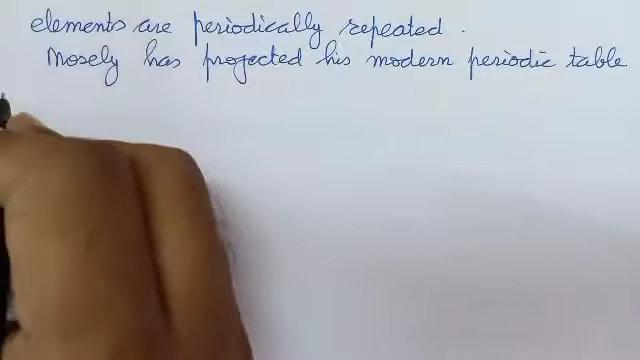 elements are periodically repeated.
Mosely has projected his modern periodic table